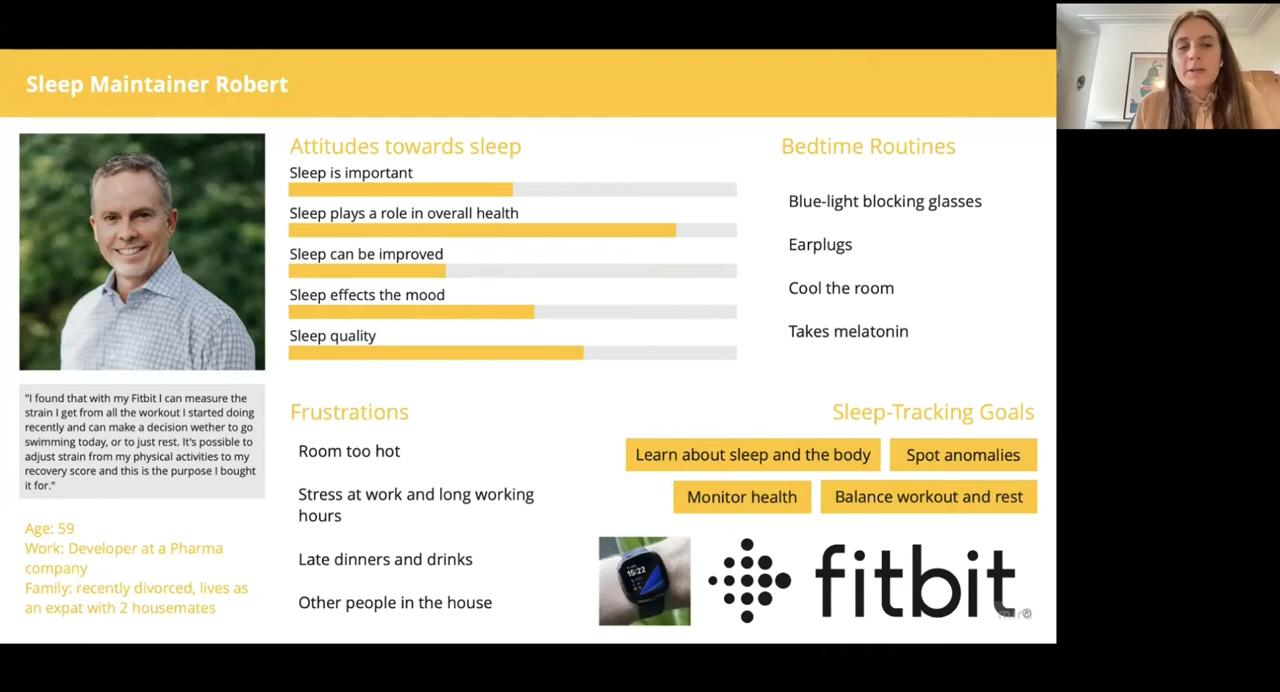 Sleep Maintainer Robert
Attitudes towards sleep
Sleep is important
Sleep plays a role in overall health
Sleep can be improved
Sleep effects the mood
Sleep quality
Bedtime Routines
Blue-light blocking glasses
Earplugs
Cool the room
Takes melatonin
"I found that with my Fitbit I can measure the
strain I get from all the workout I started doing
recently and can make a decision wether to go
swimming today, or to just rest. It's possible to
adjust strain from my physical activities to my
recovery score and this is the purpose I bought
it for."
Age: 59
Work: Developer at a Pharma
company
Family: recently divorced, lives as
an expat with 2 housemates
Frustrations
Room too hot
Stress at work and long working
hours
Late dinners and drinks
Other people in the house
Sleep-Tracking Goals
Learn about sleep and the body
Spot anomalies
Monitor health
Balance workout and rest
15:22
fitbit
miro
®